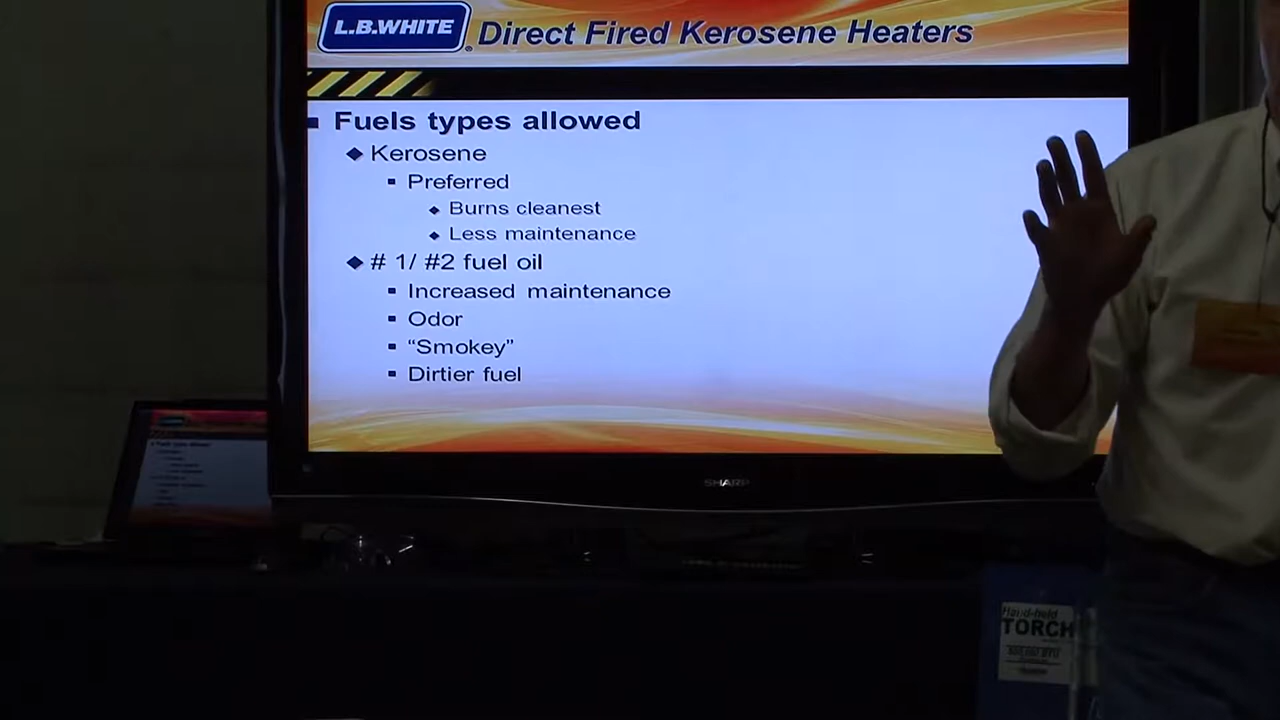 L.B.WHITE
Direct Fired Kerosene Heaters
Fuels types allowed
Kerosene
Preferred
Burns cleanest
Less maintenance
# 1/ #2 fuel oil
Increased maintenance
Odor
“Smokey”
Dirtier fuel
SHARP
Hand-held
TORCH